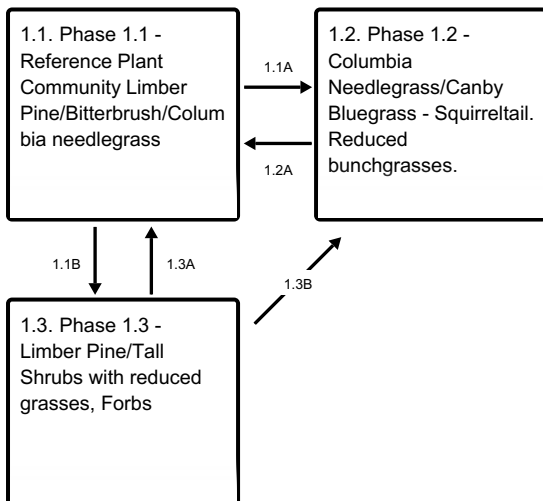 1.1. Phase 1.1 -
Reference Plant
Community Limber
Pine/Bitterbrush/Colum
bia needlegrass
1.1A
1.2A
1.2. Phase 1.2 -
Columbia
Needlegrass/Canby
Bluegrass - Squirreltail.
Reduced
bunchgrasses.
1.1B
1.3A
1.3B
1.3. Phase 1.3 -
Limber Pine/Tall
Shrubs with reduced
grasses, Forbs